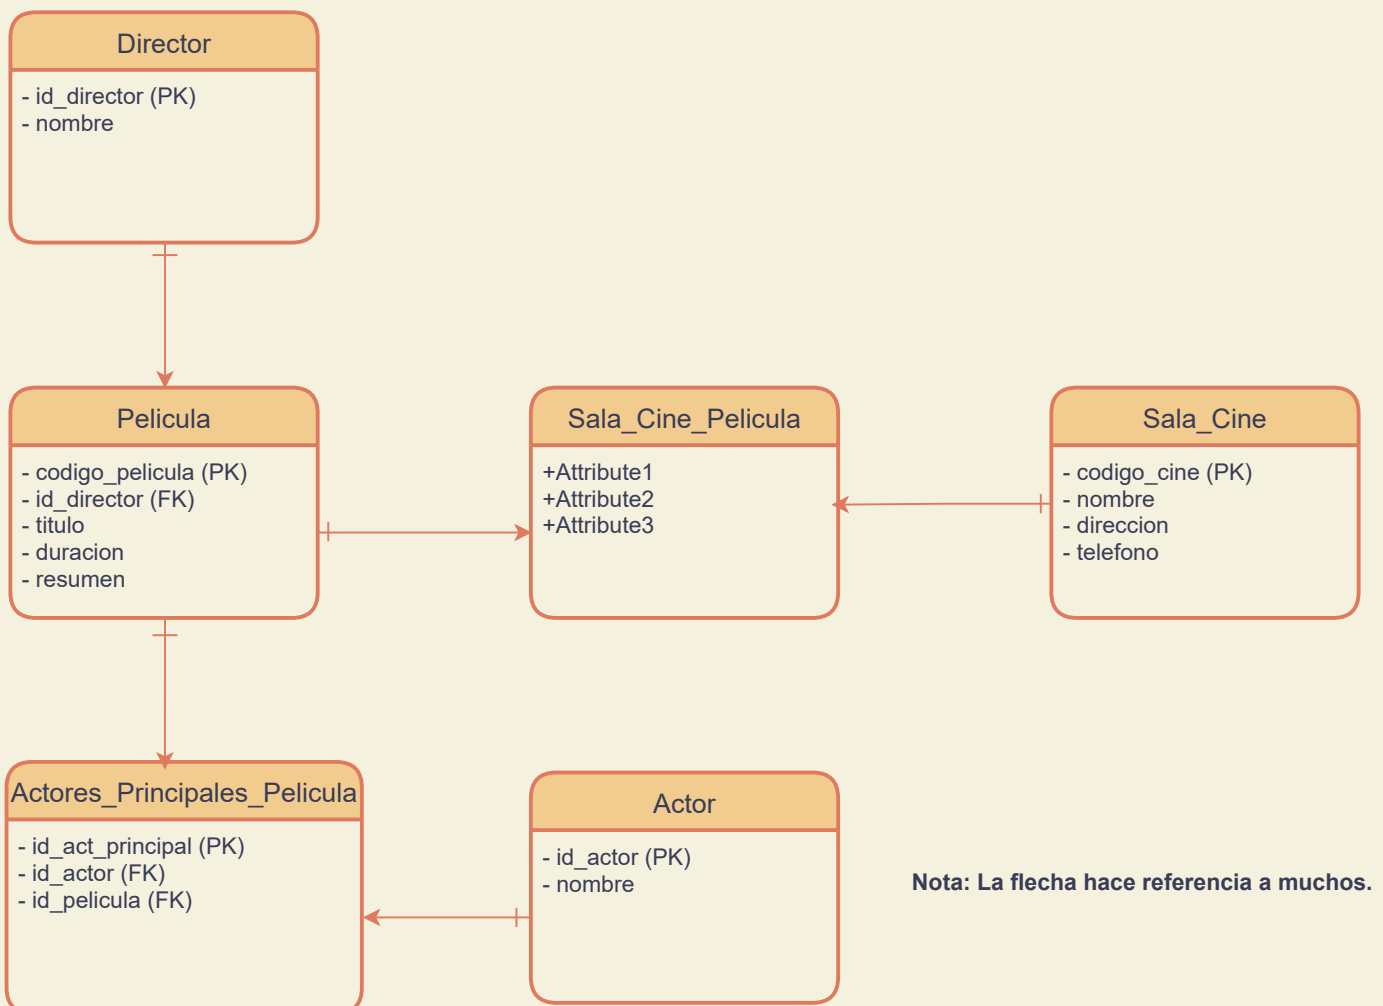 Director
- id_director (PK)
- nombre
Pelicula
- codigo_pelicula (PK)
- id_director (FK)
- titulo
- duracion
- resumen
Sala_Cine_Pelicula
+Attribute1
+Attribute2
+Attribute3
Sala_Cine
- codigo_cine (PK)
- nombre
- direccion
- telefono
Actores_Principales_Pelicula
- id_act_principal (PK)
- id_actor (FK)
- id_pelicula (FK)
Actor
- id_actor (PK)
- nombre
Nota: La flecha hace referencia a muchos.